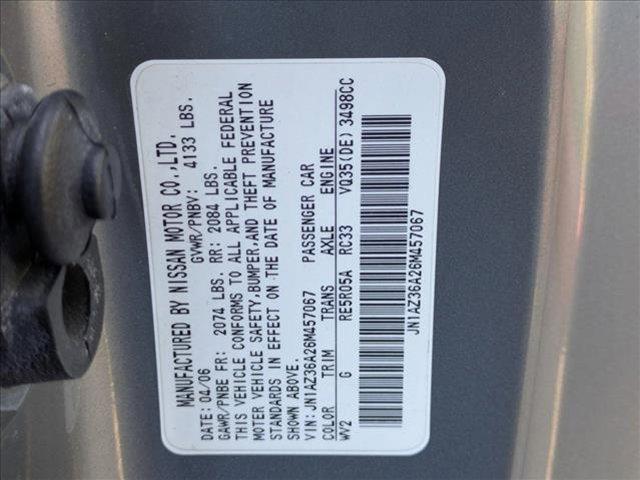 MANUFACTURED BY NISSAN MOTOR CO.,LTD.
DATE: 04/06 GVWR/PNBV: 4133 LBS.
GAWR/PNBE FR: 2074 LBS. RR: 2084 LBS.
THIS VEHICLE CONFORMS TO ALL APPLICABLE FEDERAL
MOTOR VEHICLE SAFETY,BUMPER,AND THEFT PREVENTION
STANDARDS IN EFFECT ON THE DATE OF MANUFACTURE
SHOWN ABOVE.
VIN:JN1AZ36A26M457067 PASSENGER CAR
COLOR TRIM TRANS AXLE ENGINE
WV2 G RE5R05A RC33 VQ35(DE) 3498CC
JN1AZ36A26M457067